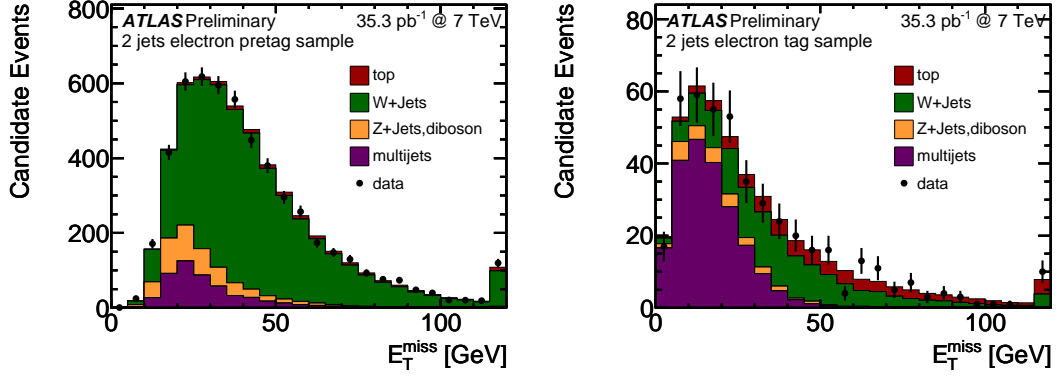 ATLAS Preliminary 35.3 pb⁻¹ @ 7 TeV
2 jets electron pretag sample
top
W+Jets
Z+Jets,diboson
multijets
data
Candidate Events
800
600
400
200
0
0 50 100
E_T^miss [GeV]
ATLAS Preliminary 35.3 pb⁻¹ @ 7 TeV
2 jets electron tag sample
top
W+Jets
Z+Jets,diboson
multijets
data
Candidate Events
80
60
40
20
0
0 50 100
E_T^miss [GeV]